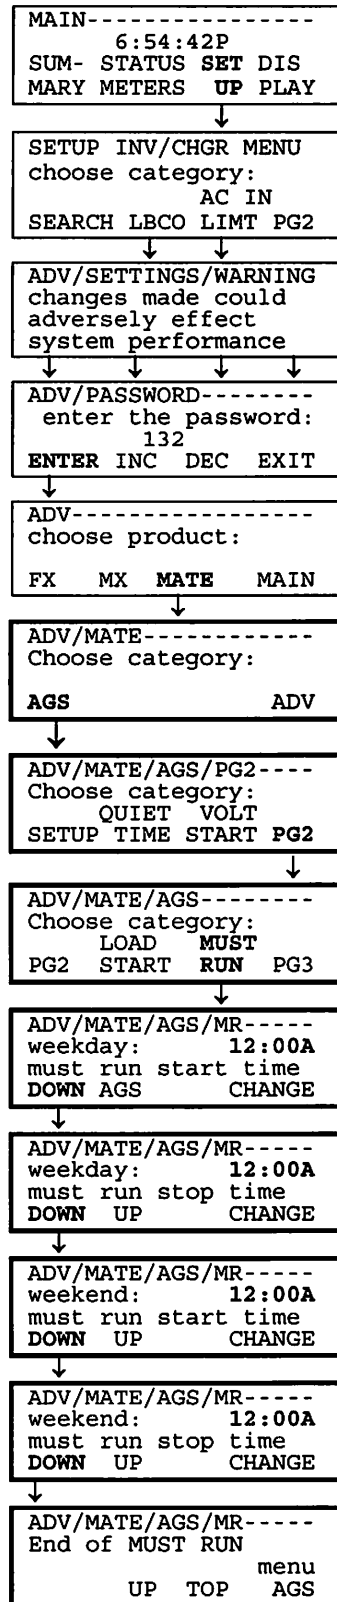 MAIN-----------------
6:54:42P
SUM- STATUS SET DIS
MARY METERS UP PLAY
SETUP INV/CHGR MENU
choose category:
AC IN
SEARCH LBCO LIMT PG2
ADV/SETTINGS/WARNING
changes made could
adversely effect
system performance
ADV/PASSWORD--------
enter the password:
132
ENTER INC DEC EXIT
ADV-----------------
choose product:
FX MX MATE MAIN
ADV/MATE------------
Choose category:
AGS ADV
ADV/MATE/AGS/PG2----
Choose category:
QUIET VOLT
SETUP TIME START PG2
ADV/MATE/AGS--------
Choose category:
LOAD MUST
PG2 START RUN PG3
ADV/MATE/AGS/MR-----
weekday: 12:00A
must run start time
DOWN AGS CHANGE
ADV/MATE/AGS/MR-----
weekday: 12:00A
must run stop time
DOWN UP CHANGE
ADV/MATE/AGS/MR-----
weekend: 12:00A
must run start time
DOWN UP CHANGE
ADV/MATE/AGS/MR-----
weekend: 12:00A
must run stop time
DOWN UP CHANGE
ADV/MATE/AGS/MR-----
End of MUST RUN
menu
UP TOP AGS